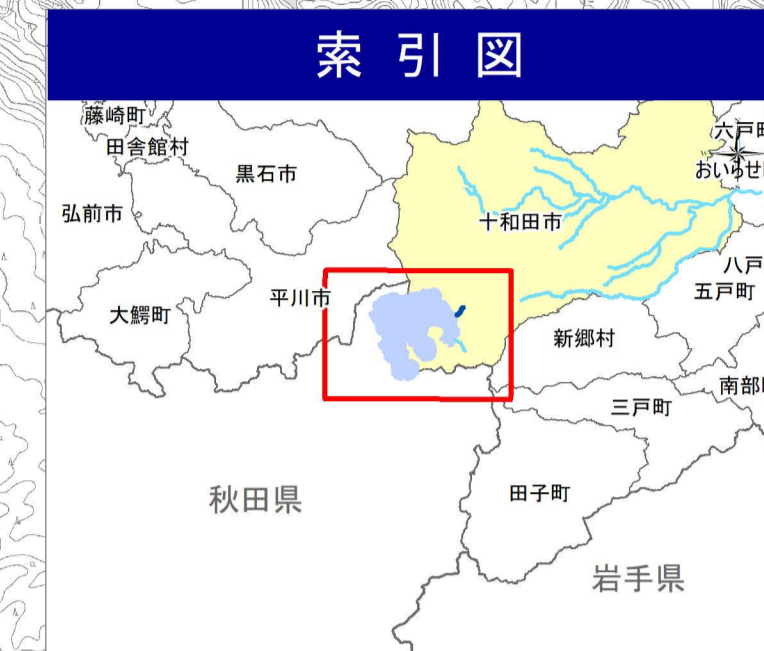 索引図
藤崎町
田舎館村
黒石市
六戸町
おいらせ
弘前市
十和田市
八戸
五戸町
平川市
大鰐町
新郷村
南部
三戸町
秋田県
田子町
岩手県